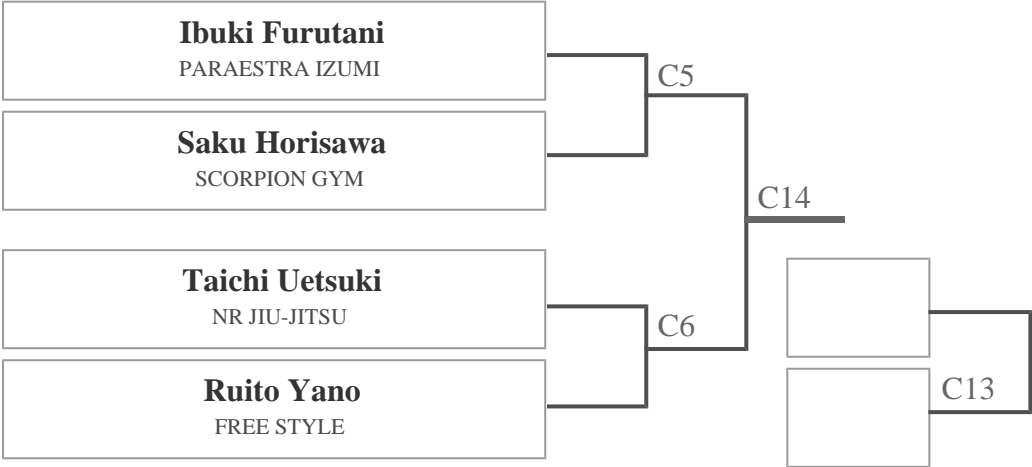 Ibuki Furutani
PARAESTRA IZUMI
C5
Saku Horisawa
SCORPION GYM
C14
Taichi Uetsuki
NR JIU-JITSU
C6
Ruito Yano
FREE STYLE
C13